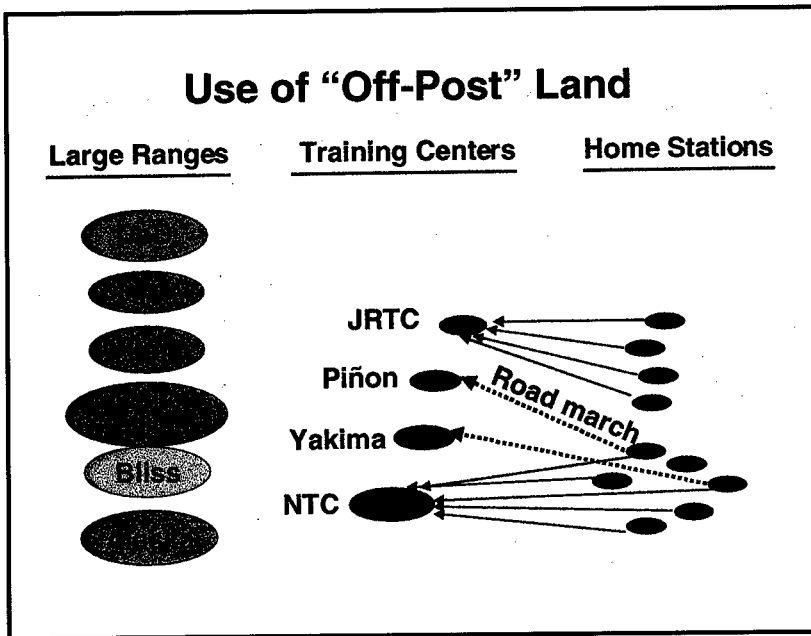 Use of “Off-Post” Land
Large Ranges
Training Centers
Home Stations
Bliss
JRTC
Piñon
Yakima
NTC
Road march